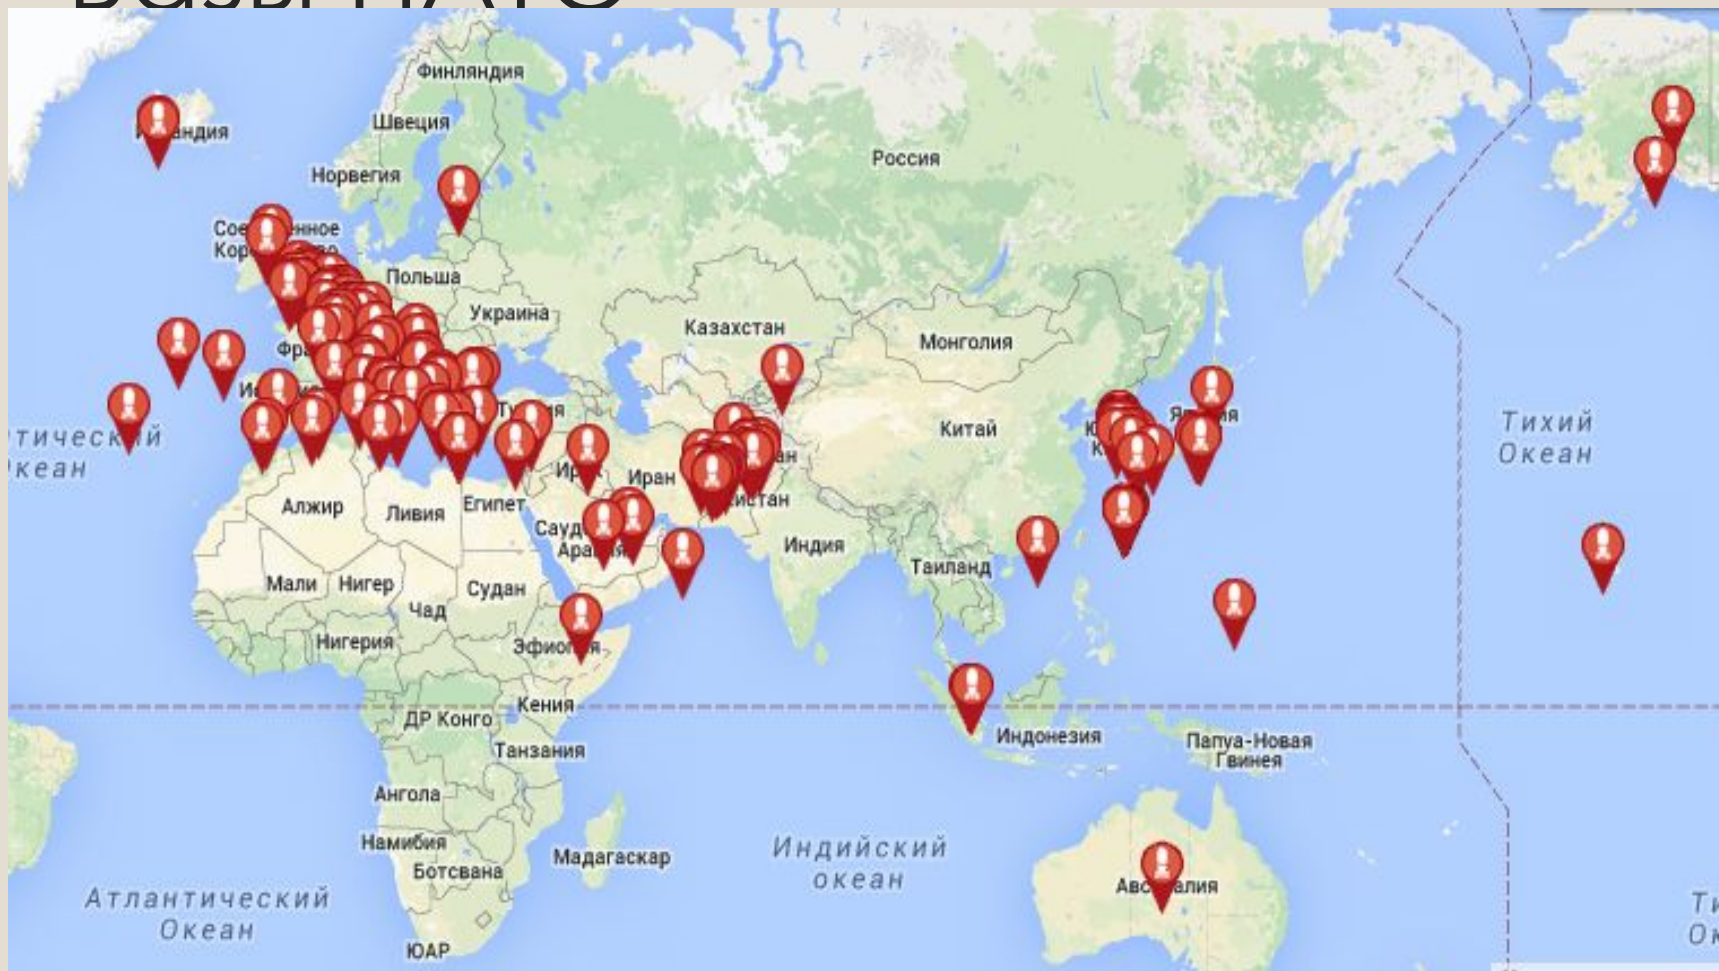 Базы НАТО
Финляндия
Швеция
Россия
Норвегия
Польша
Украина
Казахстан
Монголия
Китай
Тихий
Океан
Иран
Алжир
Ливия
Египет
Индия
Таиланд
Мали
Нигер
Судан
Чад
Нигерия
Кения
ДР Конго
Танзания
Индонезия
Папуа-Новая
Гвинея
Ангола
Намибия
Ботсвана
Мадагаскар
Индийский
океан
Атлантический
Океан
ЮАР